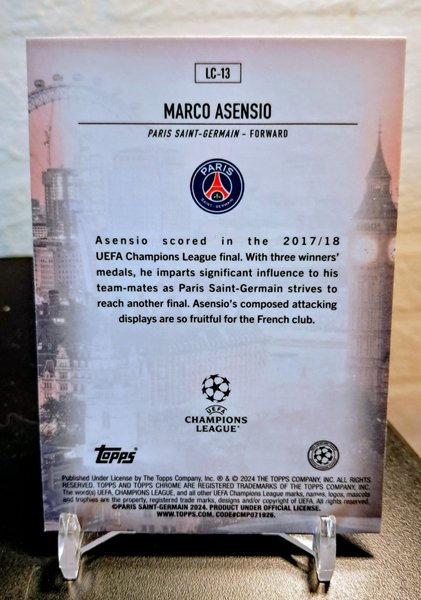 LC-13
MARCO ASENSIO
PARIS SAINT-GERMAIN - FORWARD
PARIS
SAINT-GERMAIN
Asensio scored in the 2017/18
UEFA Champions League final. With three winners'
medals, he imparts significant influence to his
team-mates as Paris Saint-Germain strives to
reach another final. Asensio's composed attacking
displays are so fruitful for the French club.
UEFA
CHAMPIONS
LEAGUE
Topps
Published Under License by The Topps Company, Inc. ® & © 2024 THE TOPPS COMPANY, INC. ALL RIGHTS
RESERVED. TOPPS AND TOPPS CHROME ARE REGISTERED TRADEMARKS OF THE TOPPS COMPANY, INC.
The word(s) UEFA, CHAMPIONS LEAGUE, and all other UEFA Champions League marks, names, logos, mascots
and trophies are the property, registered trade marks, designs and/or copyright of UEFA. All rights reserved.
©PARIS SAINT-GERMAIN 2024. PRODUCT UNDER OFFICIAL LICENSE.
WWW.TOPPS.COM. CODE#CMP071926.